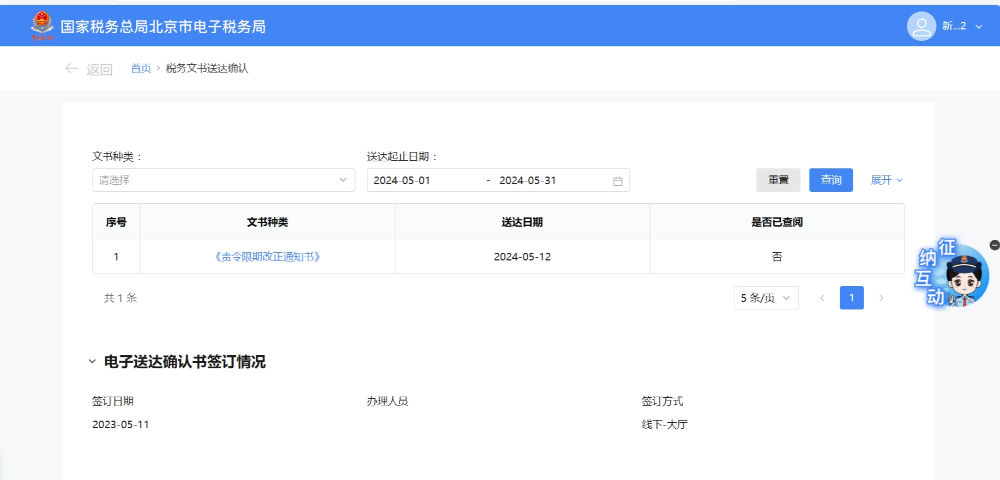 国家税务总局北京市电子税务局
新...2
返回 首页 > 税务文书送达确认
文书种类： 送达起止日期：
请选择 2024-05-01 - 2024-05-31 重置 查询 展开
序号 文书种类 送达日期 是否已查阅
1 《责令限期改正通知书》 2024-05-12 否
共 1 条 5 条/页 < 1 >
征纳互动
电子送达确认书签订情况
签订日期 办理人员 签订方式
2023-05-11 线下-大厅